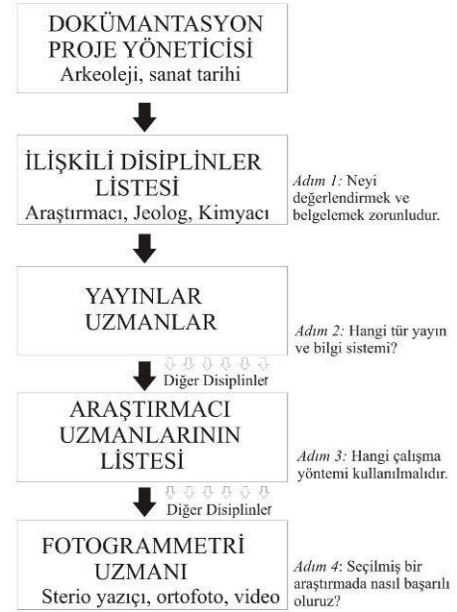 DOKÜMANTASYON
PROJE YÖNETİCİSİ
Arkeoleji, sanat tarihi
İLİŞKİLİ DİSİPLİNLER
LİSTESİ
Araştırmacı, Jeolog, Kimyacı
Adım 1: Neyi
değerlendirmek ve
belgelemek zorunludur.
YAYINLAR
UZMANLAR
Adım 2: Hangi tür yayın
ve bilgi sistemi?
Diğer Disiplinler
ARAŞTIRMACI
UZMANLARININ
LİSTESİ
Adım 3: Hangi çalışma
yöntemi kullanılmalıdır.
Diğer Disiplinler
FOTOGRAMMETRİ
UZMANI
Sterio yazıçı, ortofoto, video
Adım 4: Seçilmiş bir
araştırmada nasıl başarılı
oluruz?